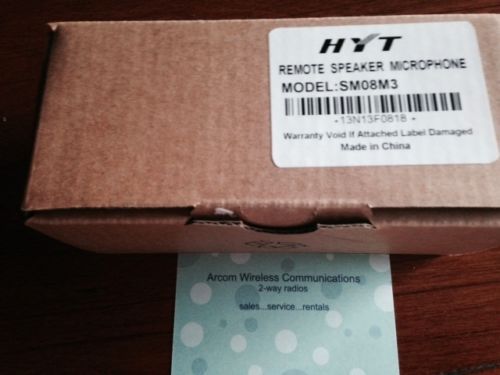 HYT
REMOTE SPEAKER MICROPHONE
MODEL:SM08M3
·13N13F0818·
Warranty Void If Attached Label Damaged
Made in China
Arcom Wireless Communications
2-way radios
sales...service...rentals